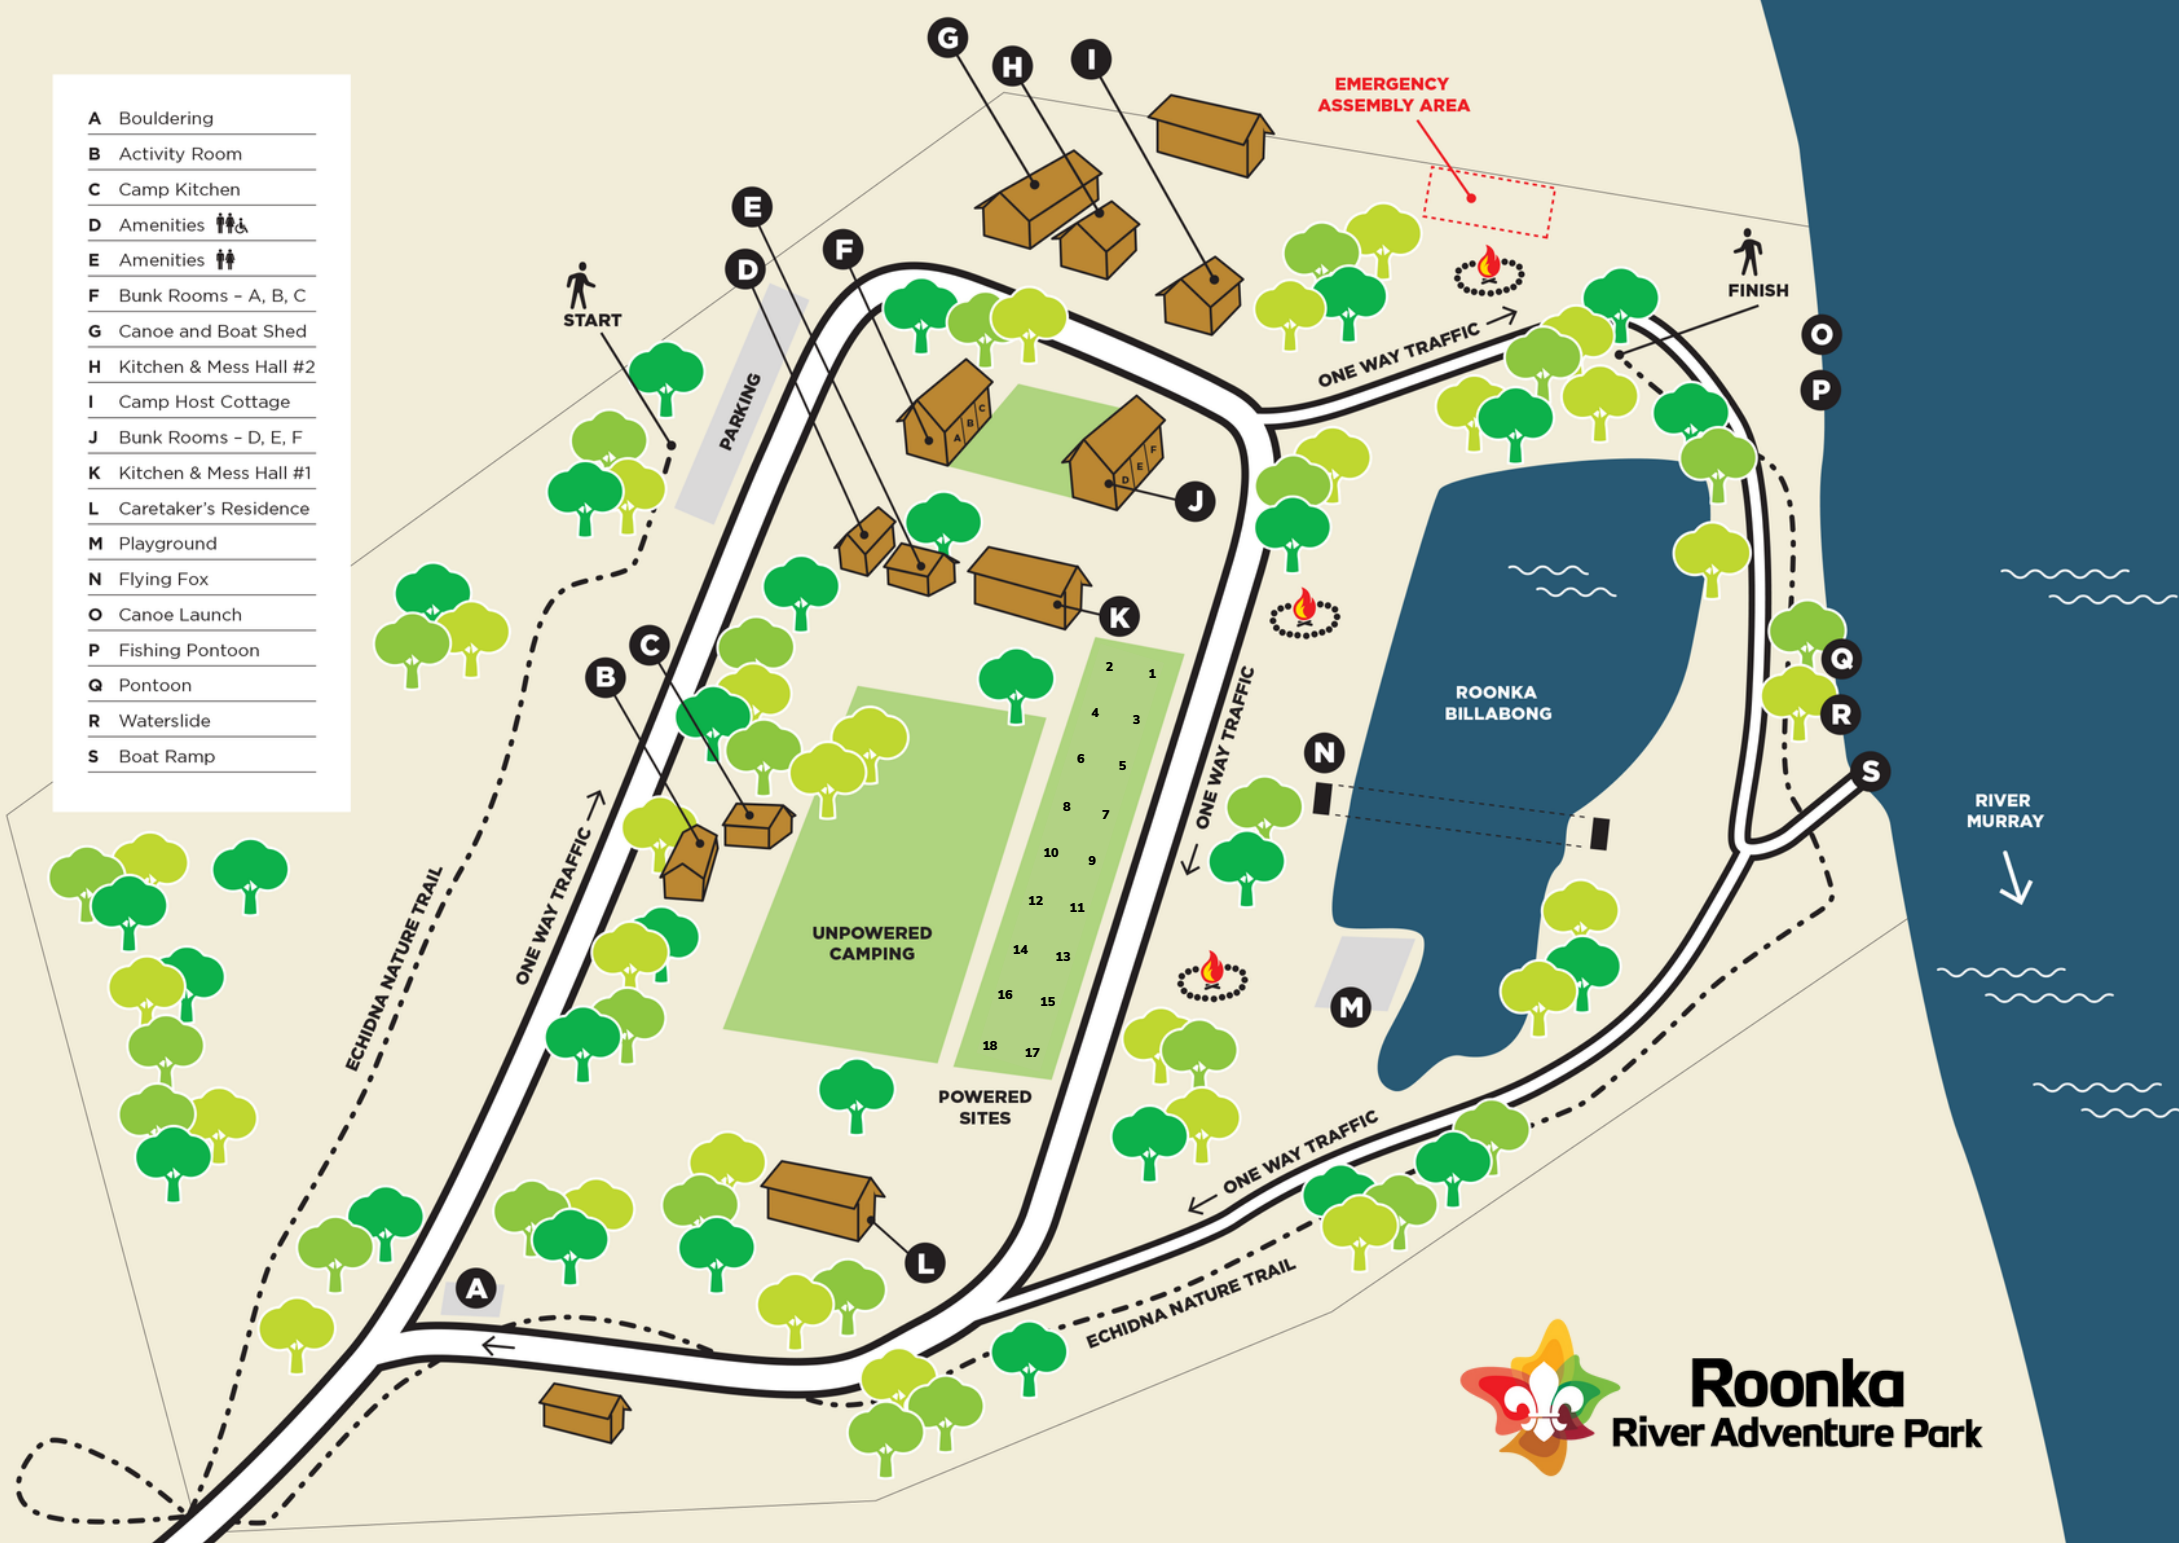 A Bouldering
B Activity Room
C Camp Kitchen
D Amenities
E Amenities
F Bunk Rooms – A, B, C
G Canoe and Boat Shed
H Kitchen & Mess Hall #2
I Camp Host Cottage
J Bunk Rooms – D, E, F
K Kitchen & Mess Hall #1
L Caretaker's Residence
M Playground
N Flying Fox
O Canoe Launch
P Fishing Pontoon
Q Pontoon
R Waterslide
S Boat Ramp
G
H
I
EMERGENCY
ASSEMBLY AREA
E
D
F
START
FINISH
O
P
PARKING
ONE WAY TRAFFIC
A
B
C
D
E
F
J
K
C
B
Q
R
S
N
ROONKA
BILLABONG
RIVER
MURRAY
2
1
4
3
6
5
8
7
10
9
12
11
14
13
16
15
18
17
ONE WAY TRAFFIC
ONE WAY TRAFFIC
ECHIDNA NATURE TRAIL
UNPOWERED
CAMPING
POWERED
SITES
M
ONE WAY TRAFFIC
L
A
ECHIDNA NATURE TRAIL
Roonka
River Adventure Park